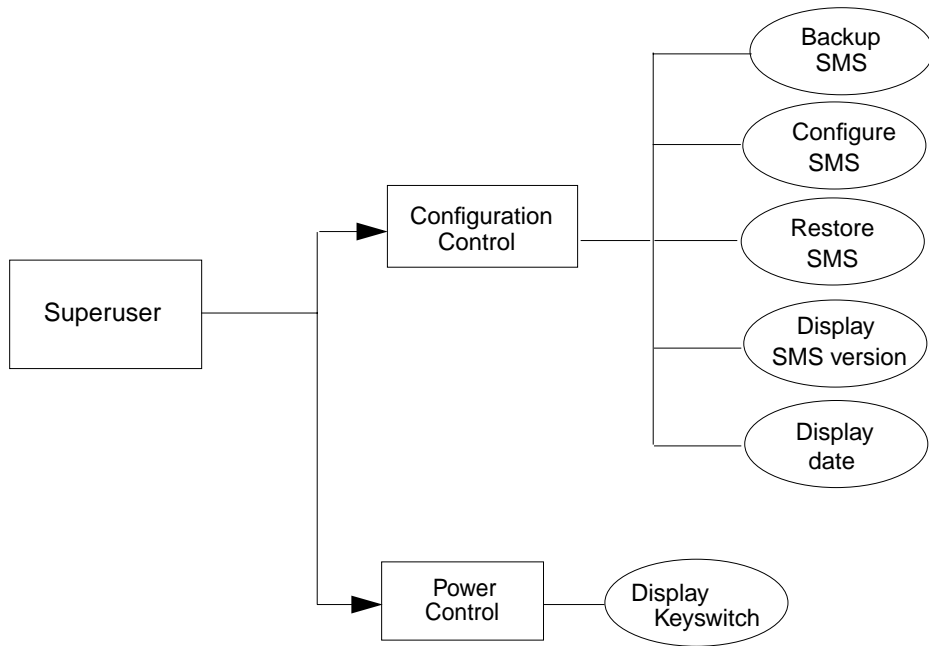 Superuser
Configuration
Control
Backup
SMS
Configure
SMS
Restore
SMS
Display
SMS version
Display
date
Power
Control
Display
Keyswitch